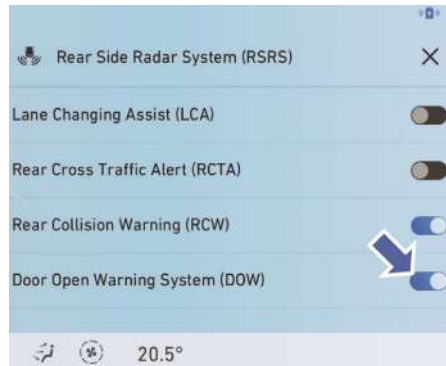 Rear Side Radar System (RSRS)
Lane Changing Assist (LCA)
Rear Cross Traffic Alert (RCTA)
Rear Collision Warning (RCW)
Door Open Warning System (DOW)
20.5°